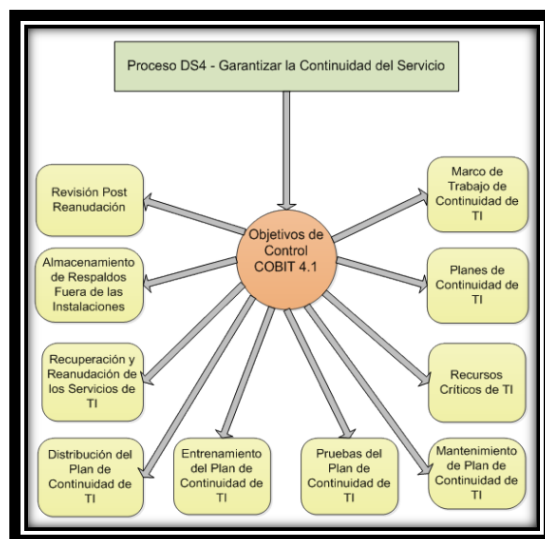 Proceso DS4 - Garantizar la Continuidad del Servicio
Revisión Post
Reanudación
Marco de
Trabajo de
Continuidad de
TI
Objetivos de
Control
COBIT 4.1
Almacenamiento
de Respaldos
Fuera de las
Instalaciones
Planes de
Continuidad de
TI
Recuperación y
Reanudación de
los Servicios de
TI
Recursos
Críticos de TI
Distribución del
Plan de
Continuidad de
TI
Entrenamiento
del Plan de
Continuidad de
TI
Pruebas del
Plan de
Continuidad de
TI
Mantenimiento
de Plan de
Continuidad de
TI